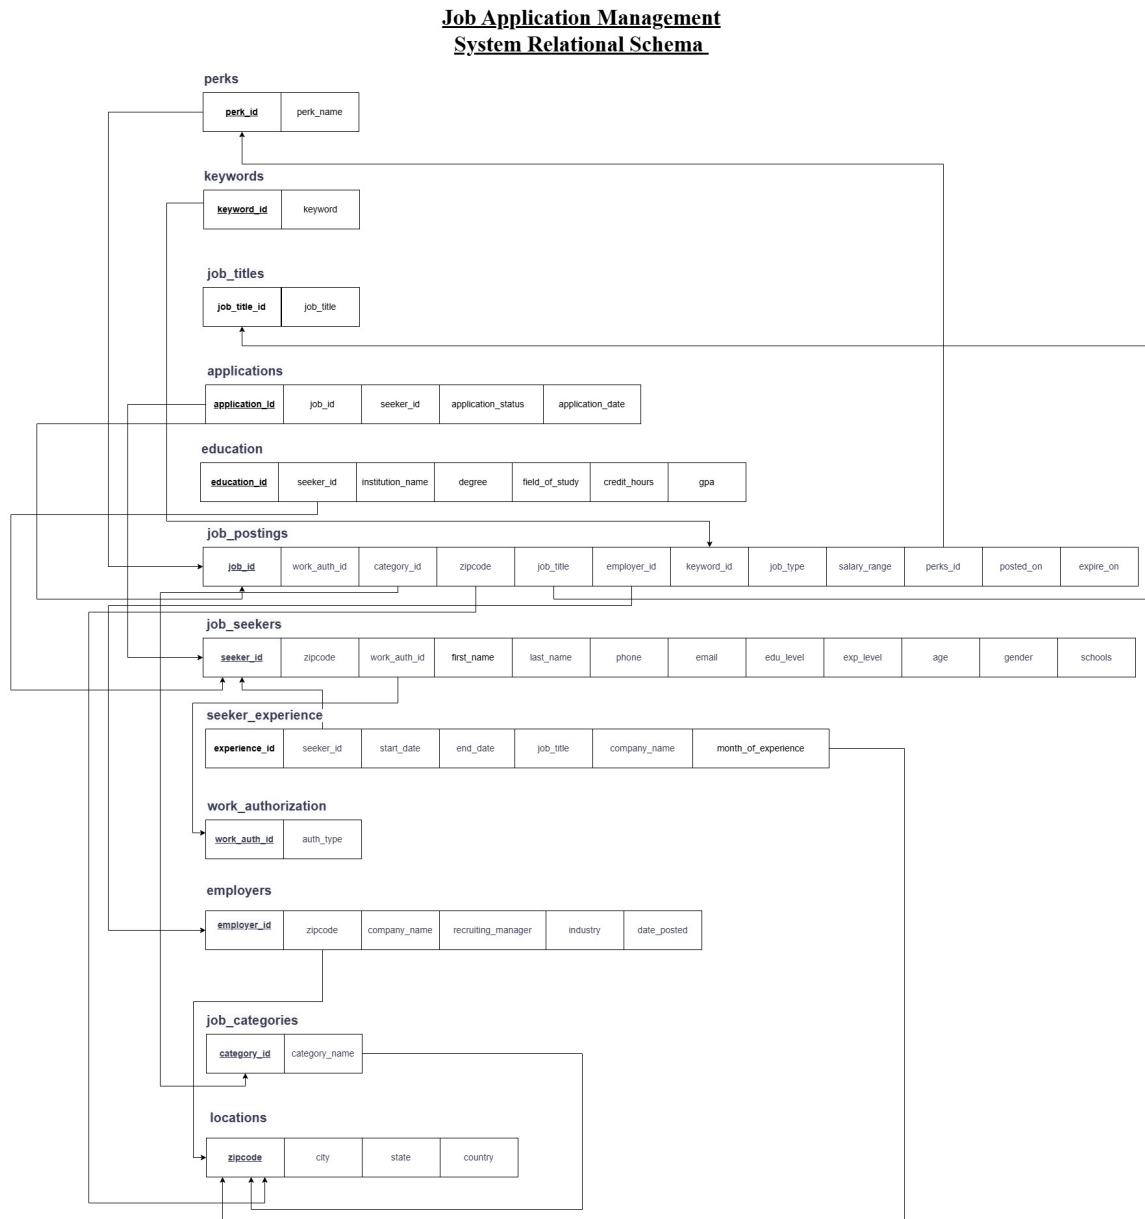 Job Application Management
System Relational Schema
perks
perk_id perk_name
keywords
keyword_id keyword
job_titles
job_title_id job_title
applications
application_id job_id seeker_id application_status application_date
education
education_id seeker_id institution_name degree field_of_study credit_hours gpa
job_postings
job_id work_auth_id category_id zipcode job_title employer_id keyword_id job_type salary_range perks_id posted_on expire_on
job_seekers
seeker_id zipcode work_auth_id first_name last_name phone email edu_level exp_level age gender schools
seeker_experience
experience_id seeker_id start_date end_date job_title company_name month_of_experience
work_authorization
work_auth_id auth_type
employers
employer_id zipcode company_name recruiting_manager industry date_posted
job_categories
category_id category_name
locations
zipcode city state country